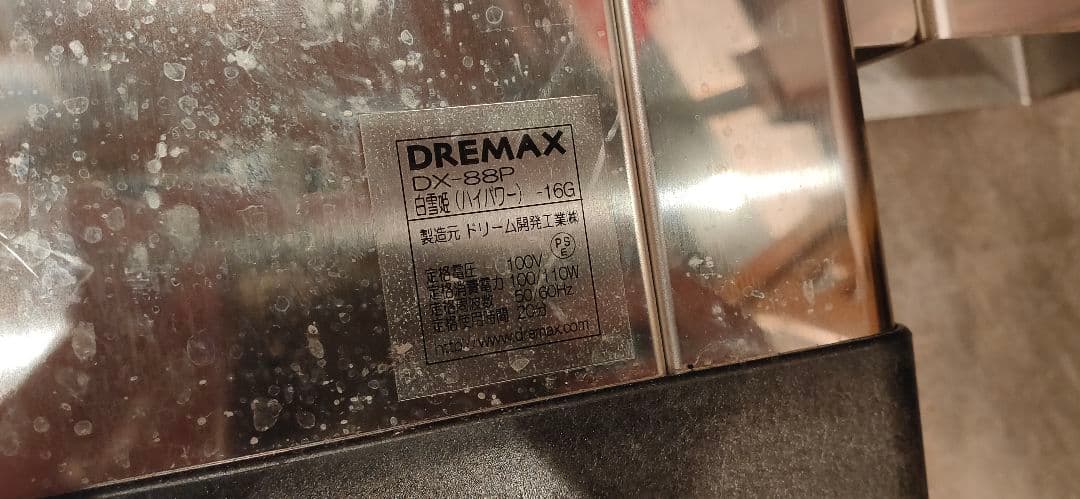 DREMAX
DX-88P
白雪姫(ハイパワー) -16G
製造元 ドリーム開発工業㈱
PSE
定格電圧 100V
定格消費電力 100/110W
定格周波数 50/60Hz
定格使用時間 20分
http://www.dremax.com